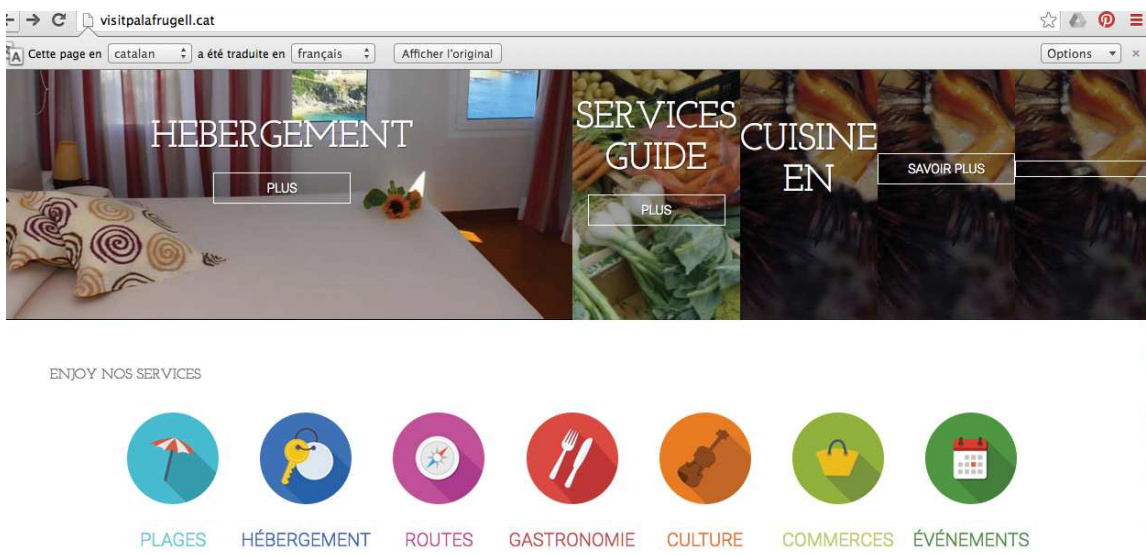 visitpalafrugell.cat
Cette page en catalan a été traduite en français Afficher l'original Options
HEBERGEMENT
PLUS
SERVICES
GUIDE
PLUS
CUISINE
EN
SAVOIR PLUS
ENJOY NOS SERVICES
PLAGES HÉBERGEMENT ROUTES GASTRONOMIE CULTURE COMMERCES ÉVÉNEMENTS